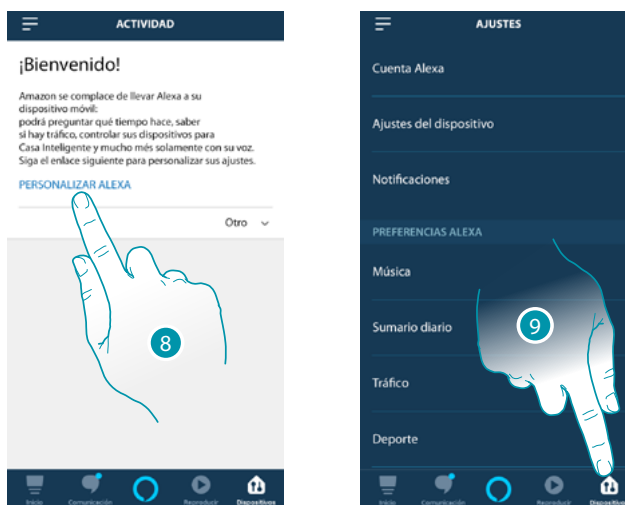 ACTIVIDAD
¡Bienvenido!
Amazon se complace de llevar Alexa a su
dispositivo móvil:
podrá preguntar qué tiempo hace, saber
si hay tráfico, controlar sus dispositivos para
Casa Inteligente y mucho més solamente con su voz.
Siga el enlace siguiente para personalizar sus ajustes.
PERSONALIZAR ALEXA
Otro
8
Inicio Comunicación Reproducir Dispositivos
AJUSTES
Cuenta Alexa
Ajustes del dispositivo
Notificaciones
PREFERENCIAS ALEXA
Música
Sumario diario
9
Tráfico
Deporte
Inicio Comunicación Reproducir Dispositivos